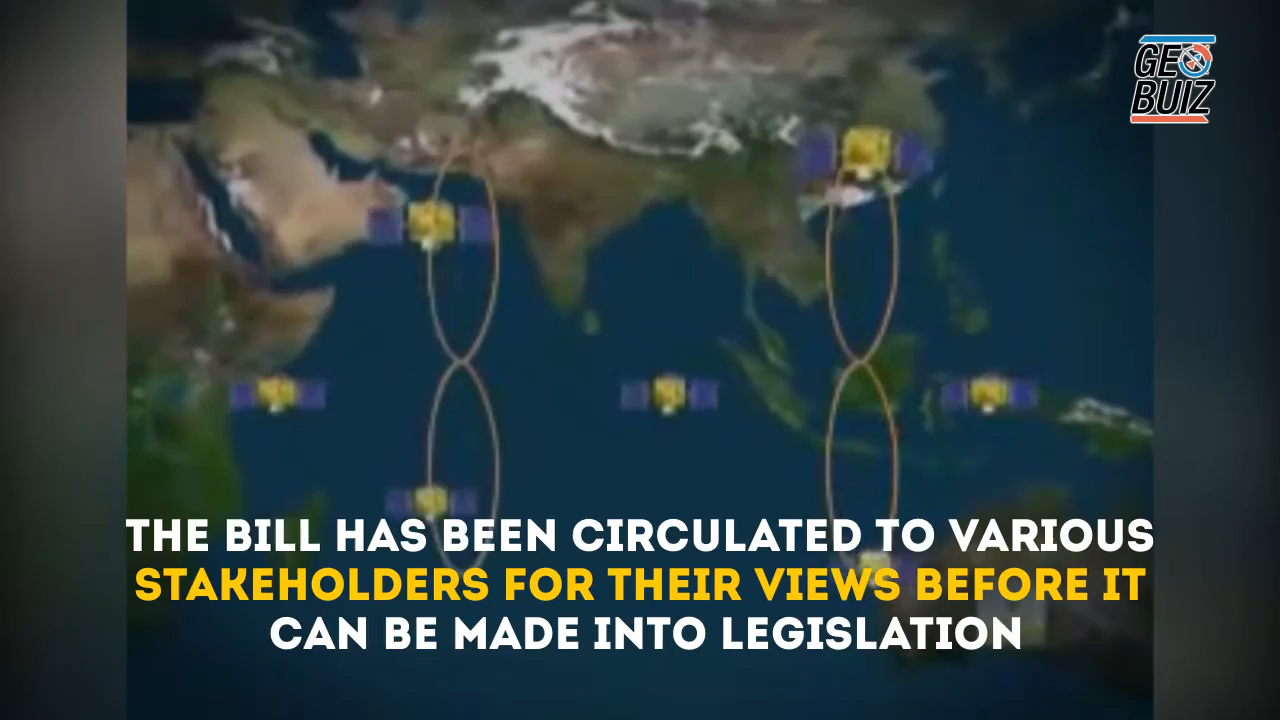 GEO
BUIZ
THE BILL HAS BEEN CIRCULATED TO VARIOUS
STAKEHOLDERS FOR THEIR VIEWS BEFORE IT
CAN BE MADE INTO LEGISLATION